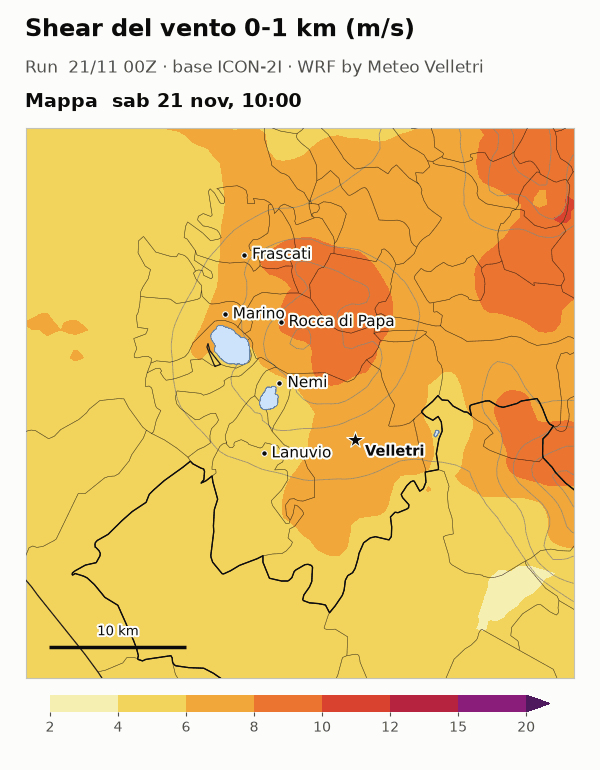 Shear del vento 0-1 km (m/s)
Run  21/11 00Z · base ICON-2I · WRF by Meteo Velletri
Mappa  sab 21 nov, 10:00
Frascati
Marino
Rocca di Papa
Nemi
Velletri
Lanuvio
10 km
2 4 6 8 10 12 15 20